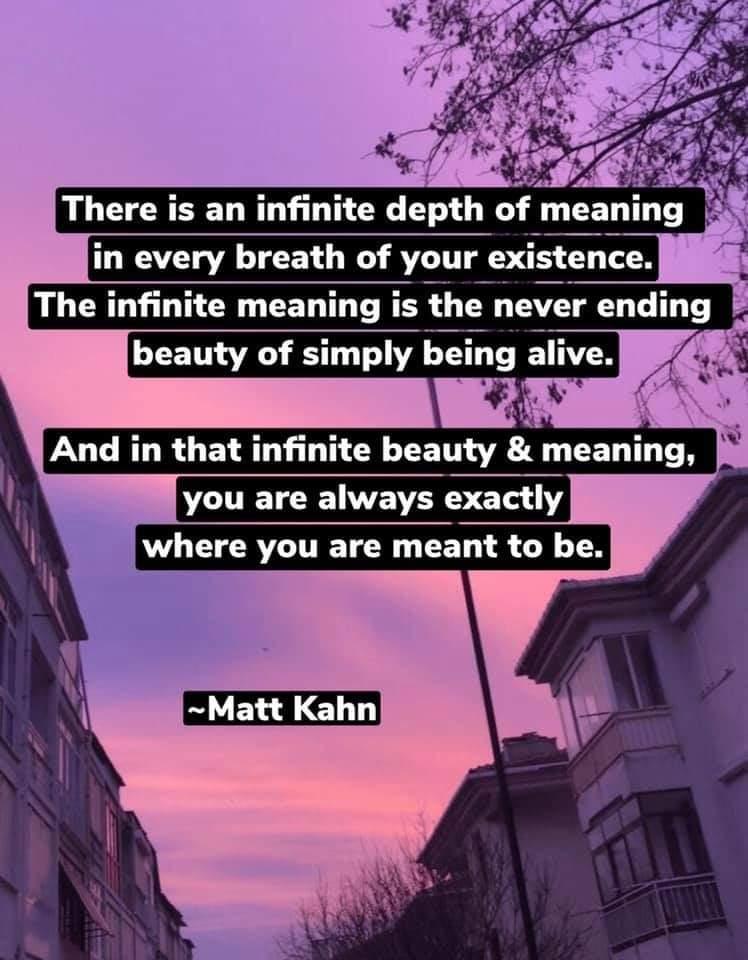 There is an infinite depth of meaning
in every breath of your existence.
The infinite meaning is the never ending
beauty of simply being alive.
And in that infinite beauty & meaning,
you are always exactly
where you are meant to be.
~Matt Kahn